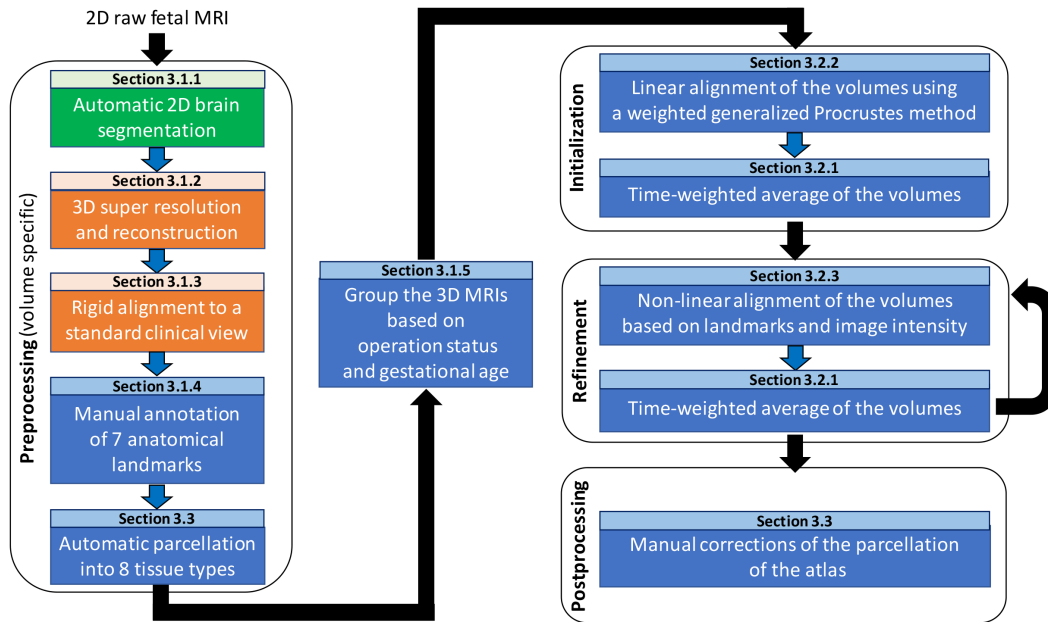 2D raw fetal MRI
Preprocessing (volume specific)
Section 3.1.1
Automatic 2D brain
segmentation
Section 3.1.2
3D super resolution
and reconstruction
Section 3.1.3
Rigid alignment to a
standard clinical view
Section 3.1.4
Manual annotation
of 7 anatomical
landmarks
Section 3.3
Automatic parcellation
into 8 tissue types
Section 3.1.5
Group the 3D MRIs
based on
operation status
and gestational age
Initialization
Section 3.2.2
Linear alignment of the volumes using
a weighted generalized Procrustes method
Section 3.2.1
Time-weighted average of the volumes
Refinement
Section 3.2.3
Non-linear alignment of the volumes
based on landmarks and image intensity
Section 3.2.1
Time-weighted average of the volumes
Postprocessing
Section 3.3
Manual corrections of the parcellation
of the atlas